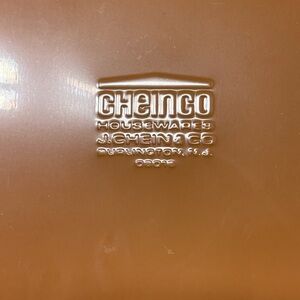 CHEINCO
HOUSEWARES
J.CHEIN & CO
BURLINGTON, N.J.